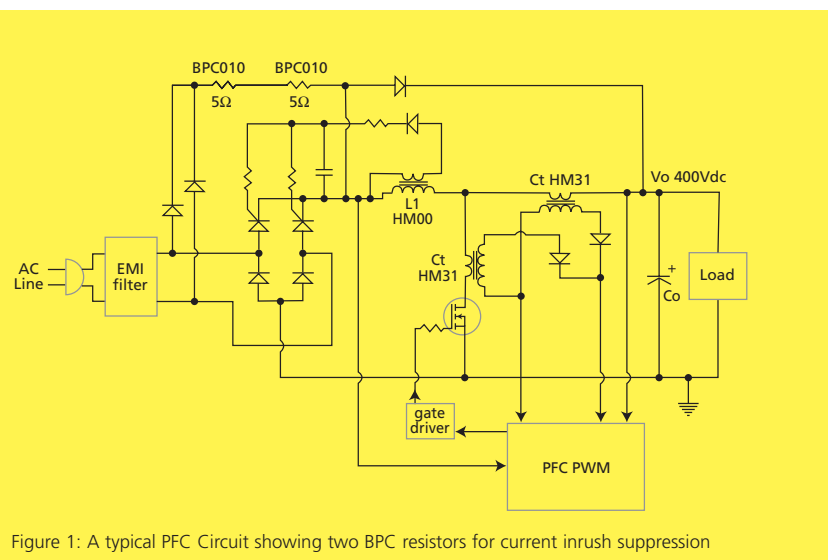 BPC010 BPC010
5Ω 5Ω
Ct HM31
Vo 400Vdc
L1
HM00
AC
Line
EMI
filter
Ct
HM31
+
Co
Load
gate
driver
PFC PWM
Figure 1: A typical PFC Circuit showing two BPC resistors for current inrush suppression